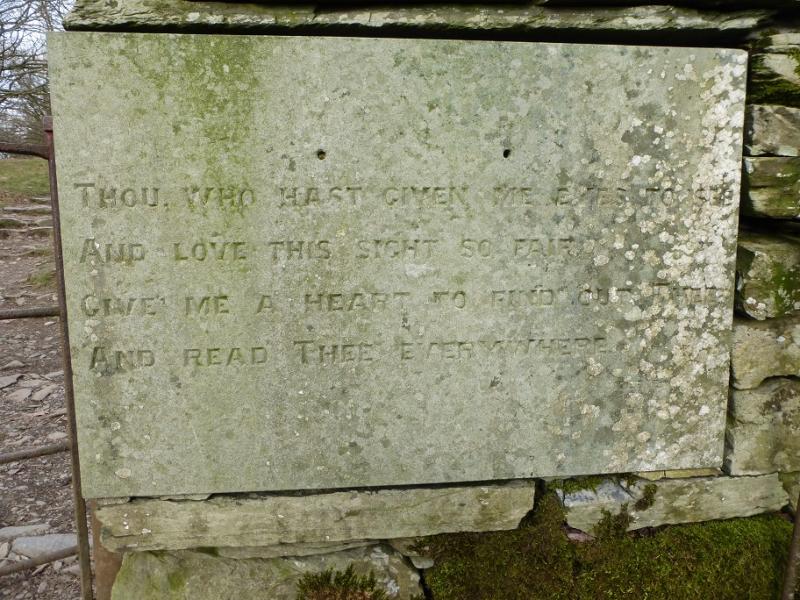 THOU, WHO HAST GIVEN ME EYES TO SEE
AND LOVE THIS SIGHT SO FAIR
GIVE ME A HEART TO FIND OUT THEE
AND READ THEE EVERYWHERE